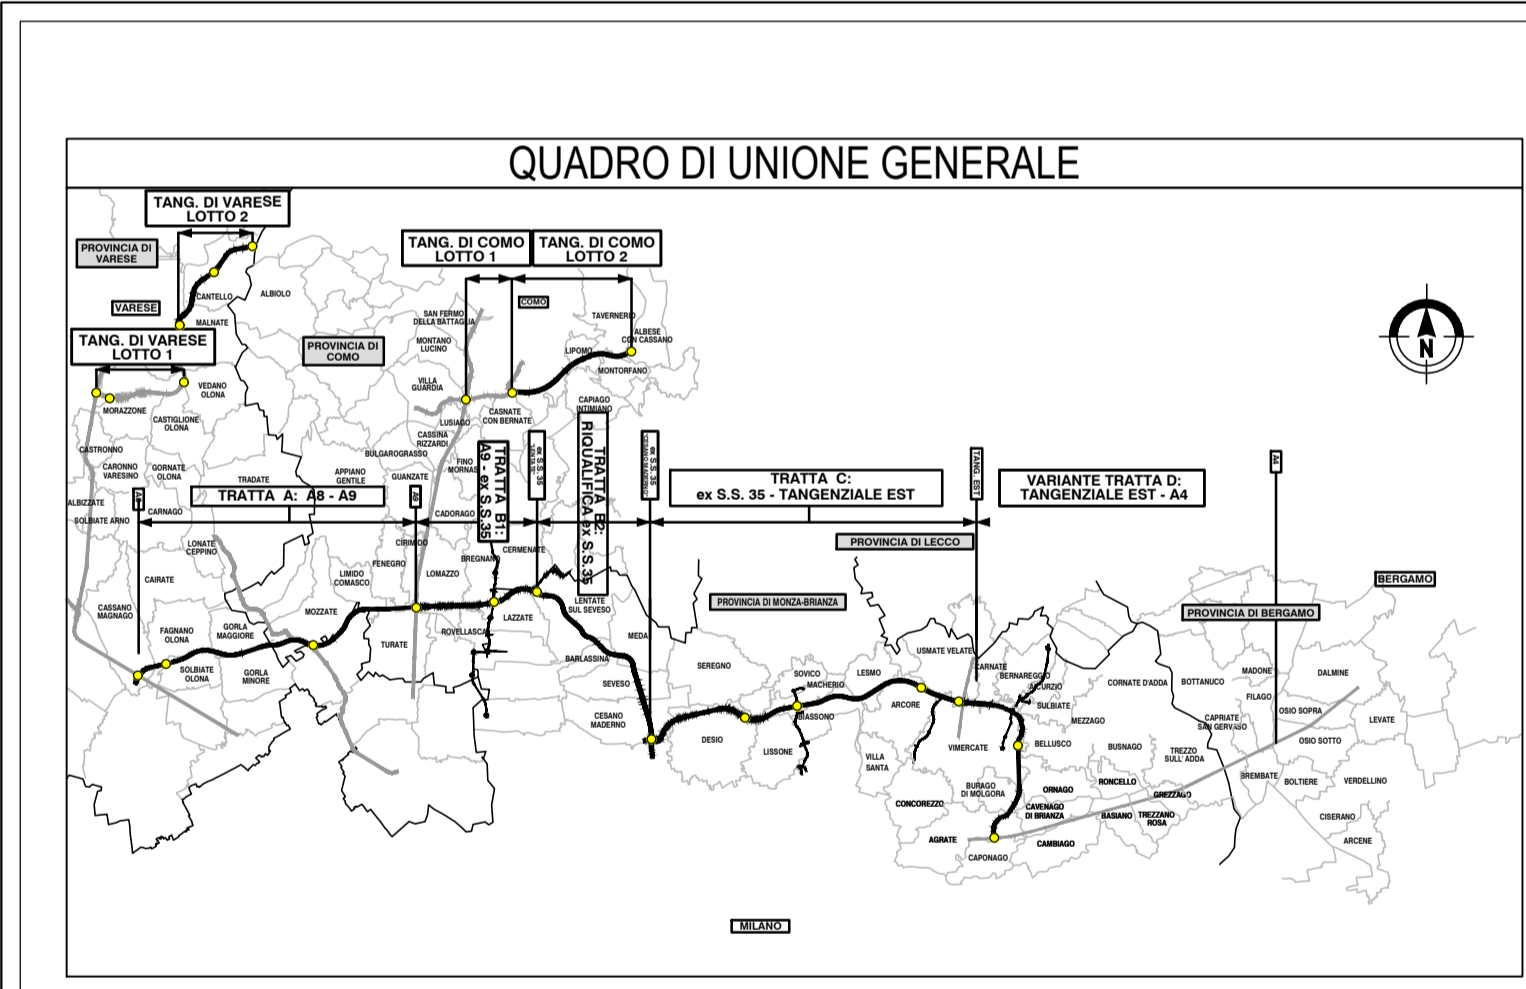 QUADRO DI UNIONE GENERALE
TANG. DI VARESE
LOTTO 2
PROVINCIA DI
VARESE
CANTELLO
ALBIOLO
VARESE
MALNATE
TANG. DI VARESE
LOTTO 1
PROVINCIA DI
COMO
TANG. DI COMO
LOTTO 1
TANG. DI COMO
LOTTO 2
COMO
SAN FERMO
DELLA BATTAGLIA
MONTANO
LUCINO
TAVERNERIO
ALBESE
CON CASSANO
LIPOMO
MONTORFANO
VILLA
GUARDIA
CAPIAGO
INTIMIANO
LUSIAGO
CASNATE
CON BERNATE
CASSINA
RIZZARDI
BULGAROGRASSO
FINO
MORNAS
GUANZATE
APPIANO
GENTILE
VEDANO
OLONA
MORAZZONE
CASTIGLIONE
OLONA
CASTRONNO
CARONNO
VARESINO
GORNATE
OLONA
TRADATE
ALBIZZATE
SOLBIATE ARNO
CARNAGO
TRATTA A: A8 - A9
A9
CADORAGO
TRATTA B1:
A9 - ex S.S.35
ex S.S. 35
TRATTA B2:
RIQUALIFICA ex S.S.35
ex S.S. 35
TRATTA C:
ex S.S. 35 - TANGENZIALE EST
TANG. EST
VARIANTE TRATTA D:
TANGENZIALE EST - A4
A4
PROVINCIA DI LECCO
PROVINCIA DI MONZA-BRIANZA
PROVINCIA DI BERGAMO
BERGAMO
LONATE
CEPPINO
CAIRATE
CASSANO
MAGNAGO
FAGNANO
OLONA
SOLBIATE
OLONA
GORLA
MAGGIORE
GORLA
MINORE
MOZZATE
LIMIDO
COMASCO
FENEGRO
CIRIMIDO
LOMAZZO
BREGNANO
CERMENATE
TURATE
ROVELLASCA
LAZZATE
LENTATE
SUL SEVESO
MEDA
BARLASSINA
SEVESO
CESANO
MADERNO
SEREGNO
DESIO
SOVICO
MACHERIO
BIASSONO
LISSONE
LESMO
ARCORE
USMATE VELATE
CARNATE
BERNAREGGIO
AICURZIO
SULBIATE
MEZZAGO
CORNATE D'ADDA
BOTTANUCO
MADONE
FILAGO
DALMINE
OSIO SOPRA
LEVATE
CAPRIATE
SAN GERVASO
OSIO SOTTO
VILLA
SANTA
VIMERCATE
BELLUSCO
BUSNAGO
TREZZO
SULL' ADDA
BREMBATE
BOLTIERE
VERDELLINO
BURAGO
DI MOLGORA
ORNAGO
RONCELLO
GREZZAGO
CONCOREZZO
CAVENAGO
DI BRIANZA
BASIANO
TREZZANO
ROSA
CISERANO
ARCENE
AGRATE
CAMBIAGO
CAPONAGO
MILANO
N